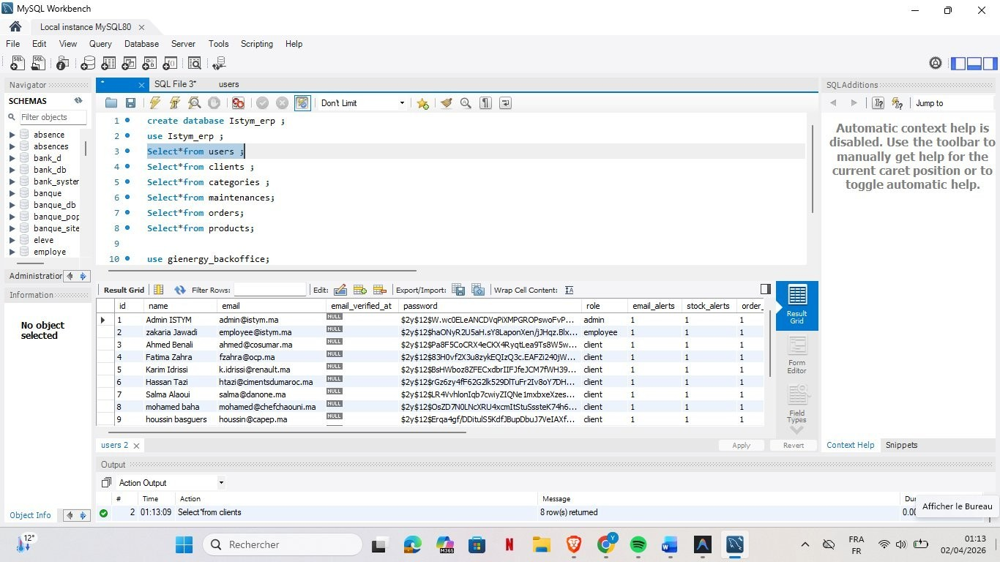 MySQL Workbench
Local instance MySQL80
File Edit View Query Database Server Tools Scripting Help
Navigator
SCHEMAS
Filter objects
absence
absences
bank_d
bank_db
bank_syster
banque
banque_db
banque_pop
banque_site
eleve
employe
Administration
Information
No object
selected
Object Info
* SQL File 3* users
Don't Limit
1 create database Istym_erp ;
2 use Istym_erp ;
3 Select*from users ;
4 Select*from clients ;
5 Select*from categories ;
6 Select*from maintenances;
7 Select*from orders;
8 Select*from products;
9
10 use gienergy_backoffice;
Result Grid Filter Rows: Edit: Export/Import: Wrap Cell Content:
id name email email_verified_at password role email_alerts stock_alerts order_
1 Admin ISTYM admin@istym.ma NULL $2y$12$W.wc0ELeANCDVqPiXMPGROPswoFvP... admin 1 1 1
2 zakaria Jawadi employee@istym.ma NULL $2y$12$haONyR2U5aH.sY8LaponXen/jJHqz.Blx... employee 1 1 1
3 Ahmed Benali ahmed@cosumar.ma NULL $2y$12$Pa8F5CoCRX4eCKX4RyqtLea9Ts8W5w... client 1 1 1
4 Fatima Zahra fzahra@ocp.ma NULL $2y$12$83H0vf2X3u8zykEQIzQ3c.EAFZi240jW... client 1 1 1
5 Karim Idrissi k.idrissi@renault.ma NULL $2y$12$BsHWboz8ZFECxdbrIIFJfeJCM7fWH39... client 1 1 1
6 Hassan Tazi htazi@cimentsdumaroc.ma NULL $2y$12$rGz6zy4fF62G2lk529DlTuFr2Iv8oY7DH... client 1 1 1
7 Salma Alaoui salma@danone.ma NULL $2y$12$LR4VvhlonIqb7cwiyZIQNe1mxbxeXzes... client 1 1 1
8 mohamed baha mohamed@chefchaouni.ma NULL $2y$12$OsZD7N0LNcXRU4xcmItStuSssteK74h6... client 1 1 1
9 houssin basguers houssin@capep.ma NULL $2y$12$Erqa4gf/DDitulS5KdfJBupDbuJ7VeIAXf... client 1 1 1
Result
Grid
Form
Editor
Field
Types
users 2
Apply Revert
Output
Action Output
# Time Action Message Dur
2 01:13:09 Select*from clients 8 row(s) returned 0.00
SQLAdditions
Jump to
Automatic context help is
disabled. Use the toolbar to
manually get help for the
current caret position or to
toggle automatic help.
Context Help Snippets
Afficher le Bureau
12°
Rechercher
M365
Y
FRA
FR
01:13
02/04/2026